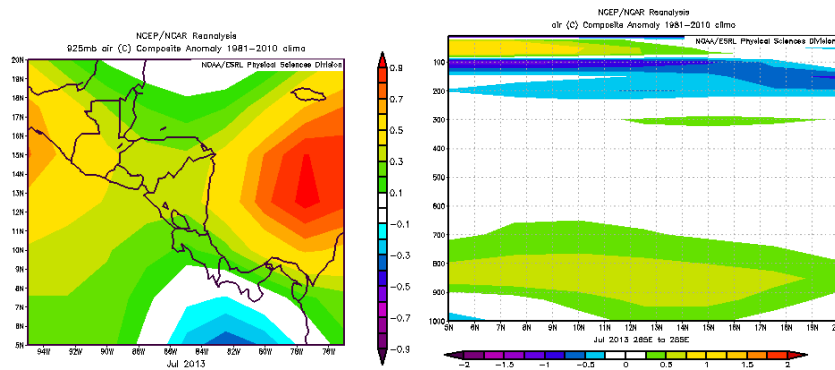 NCEP/NCAR Reanalysis
925mb air (C) Composite Anomaly 1981-2010 clima
NOAA/ESRL Physical Sciences Division
20N
19N
18N
17N
16N
15N
14N
13N
12N
11N
10N
9N
8N
7N
6N
5N
94W 92W 90W 88W 86W 84W 82W 80W 78W 76W
Jul 2013
0.9
0.7
0.5
0.3
0.1
-0.1
-0.3
-0.5
-0.7
-0.9
NCEP/NCAR Reanalysis
air (C) Composite Anomaly 1981-2010 clima
NOAA/ESRL Physical Sciences Division
100
200
300
400
500
600
700
800
900
1000
5N 6N 7N 8N 9N 10N 11N 12N 13N 14N 15N 16N 17N 18N 19N 2
Jul 2013 265E to 285E
-2 -1.5 -1 -0.5 0 0.5 1 1.5 2